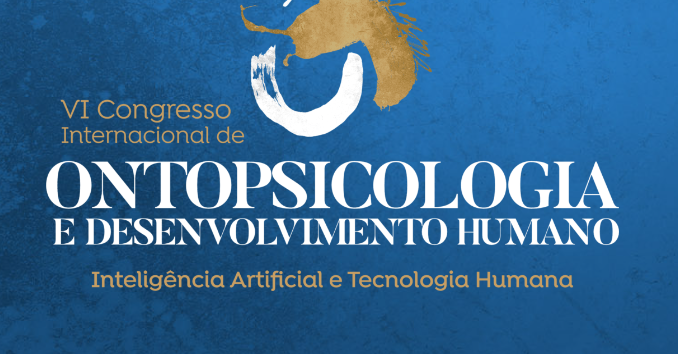 VI Congresso
Internacional de
ONTOPSICOLOGIA
E DESENVOLVIMENTO HUMANO
Inteligência Artificial e Tecnologia Humana